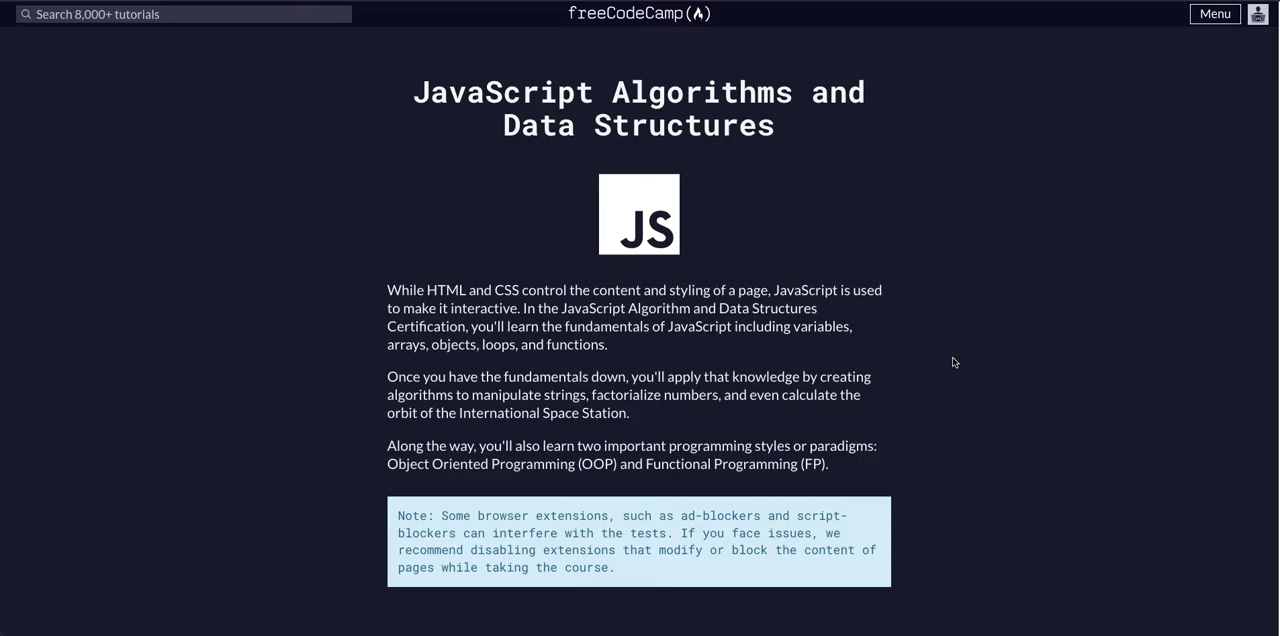 Search 8,000+ tutorials
freeCodeCamp
Menu
JavaScript Algorithms and
Data Structures
JS
While HTML and CSS control the content and styling of a page, JavaScript is used
to make it interactive. In the JavaScript Algorithm and Data Structures
Certification, you'll learn the fundamentals of JavaScript including variables,
arrays, objects, loops, and functions.
Once you have the fundamentals down, you'll apply that knowledge by creating
algorithms to manipulate strings, factorialize numbers, and even calculate the
orbit of the International Space Station.
Along the way, you'll also learn two important programming styles or paradigms:
Object Oriented Programming (OOP) and Functional Programming (FP).
Note: Some browser extensions, such as ad-blockers and script-
blockers can interfere with the tests. If you face issues, we
recommend disabling extensions that modify or block the content of
pages while taking the course.